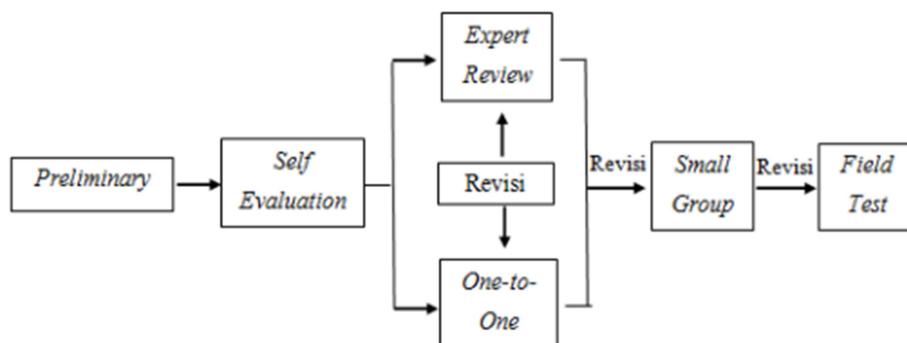 Preliminary
Self
Evaluation
Expert
Review
Revisi
One-to-
One
Revisi
Small
Group
Revisi
Field
Test